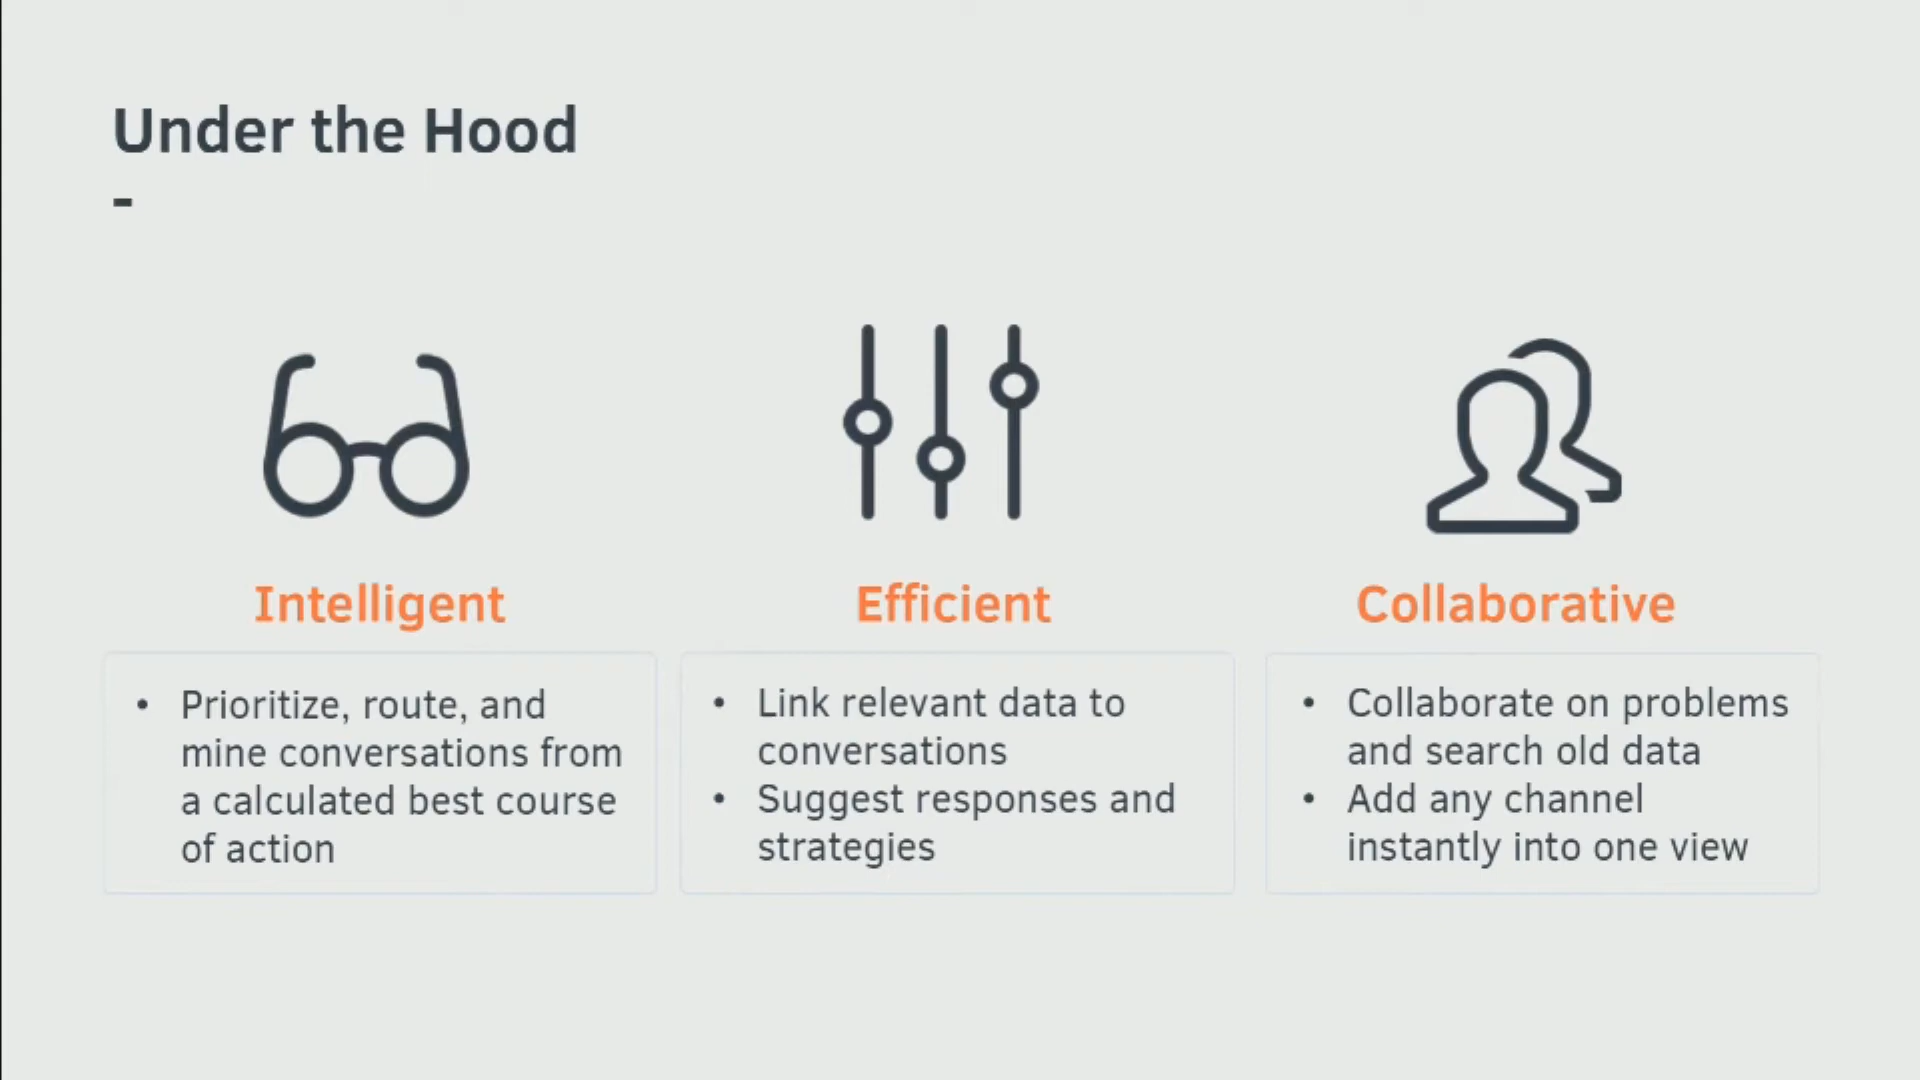 Under the Hood
-
Intelligent
• Prioritize, route, and
mine conversations from
a calculated best course
of action
Efficient
• Link relevant data to
conversations
• Suggest responses and
strategies
Collaborative
• Collaborate on problems
and search old data
• Add any channel
instantly into one view